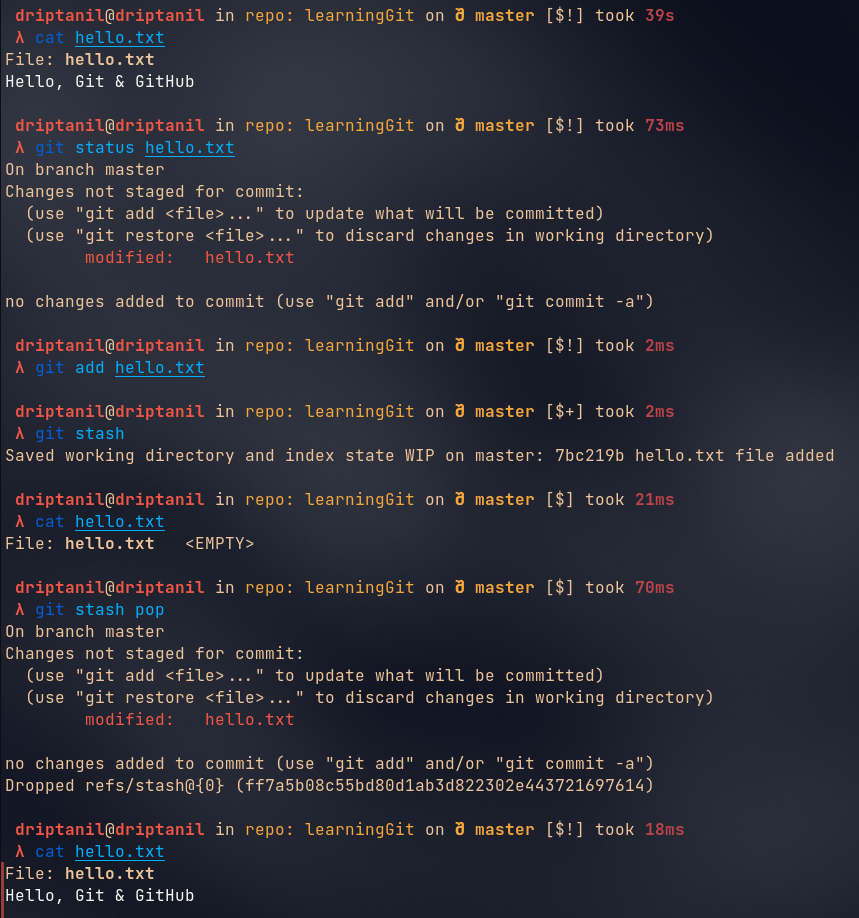 driptanil@driptanil in repo: learningGit on  master [$!] took 39s
λ cat hello.txt
File: hello.txt
Hello, Git & GitHub
driptanil@driptanil in repo: learningGit on  master [$!] took 73ms
λ git status hello.txt
On branch master
Changes not staged for commit:
  (use "git add <file>..." to update what will be committed)
  (use "git restore <file>..." to discard changes in working directory)
        modified:   hello.txt
no changes added to commit (use "git add" and/or "git commit -a")
driptanil@driptanil in repo: learningGit on  master [$!] took 2ms
λ git add hello.txt
driptanil@driptanil in repo: learningGit on  master [$+] took 2ms
λ git stash
Saved working directory and index state WIP on master: 7bc219b hello.txt file added
driptanil@driptanil in repo: learningGit on  master [$] took 21ms
λ cat hello.txt
File: hello.txt   <EMPTY>
driptanil@driptanil in repo: learningGit on  master [$] took 70ms
λ git stash pop
On branch master
Changes not staged for commit:
  (use "git add <file>..." to update what will be committed)
  (use "git restore <file>..." to discard changes in working directory)
        modified:   hello.txt
no changes added to commit (use "git add" and/or "git commit -a")
Dropped refs/stash@{0} (ff7a5b08c55bd80d1ab3d822302e443721697614)
driptanil@driptanil in repo: learningGit on  master [$!] took 18ms
λ cat hello.txt
File: hello.txt
Hello, Git & GitHub